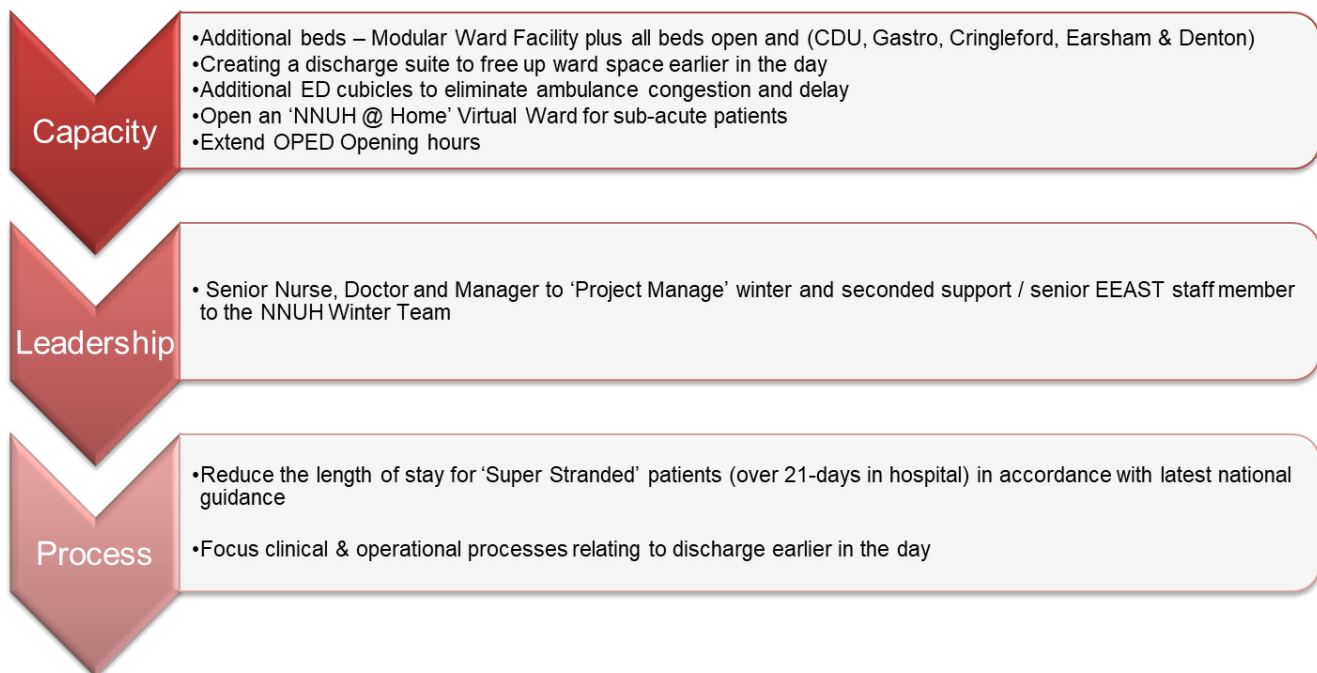 Capacity
•Additional beds – Modular Ward Facility plus all beds open and (CDU, Gastro, Cringleford, Earsham & Denton)
•Creating a discharge suite to free up ward space earlier in the day
•Additional ED cubicles to eliminate ambulance congestion and delay
•Open an ‘NNUH @ Home’ Virtual Ward for sub-acute patients
•Extend OPED Opening hours
Leadership
• Senior Nurse, Doctor and Manager to ‘Project Manage’ winter and seconded support / senior EEAST staff member
to the NNUH Winter Team
Process
•Reduce the length of stay for ‘Super Stranded’ patients (over 21-days in hospital) in accordance with latest national
guidance
•Focus clinical & operational processes relating to discharge earlier in the day